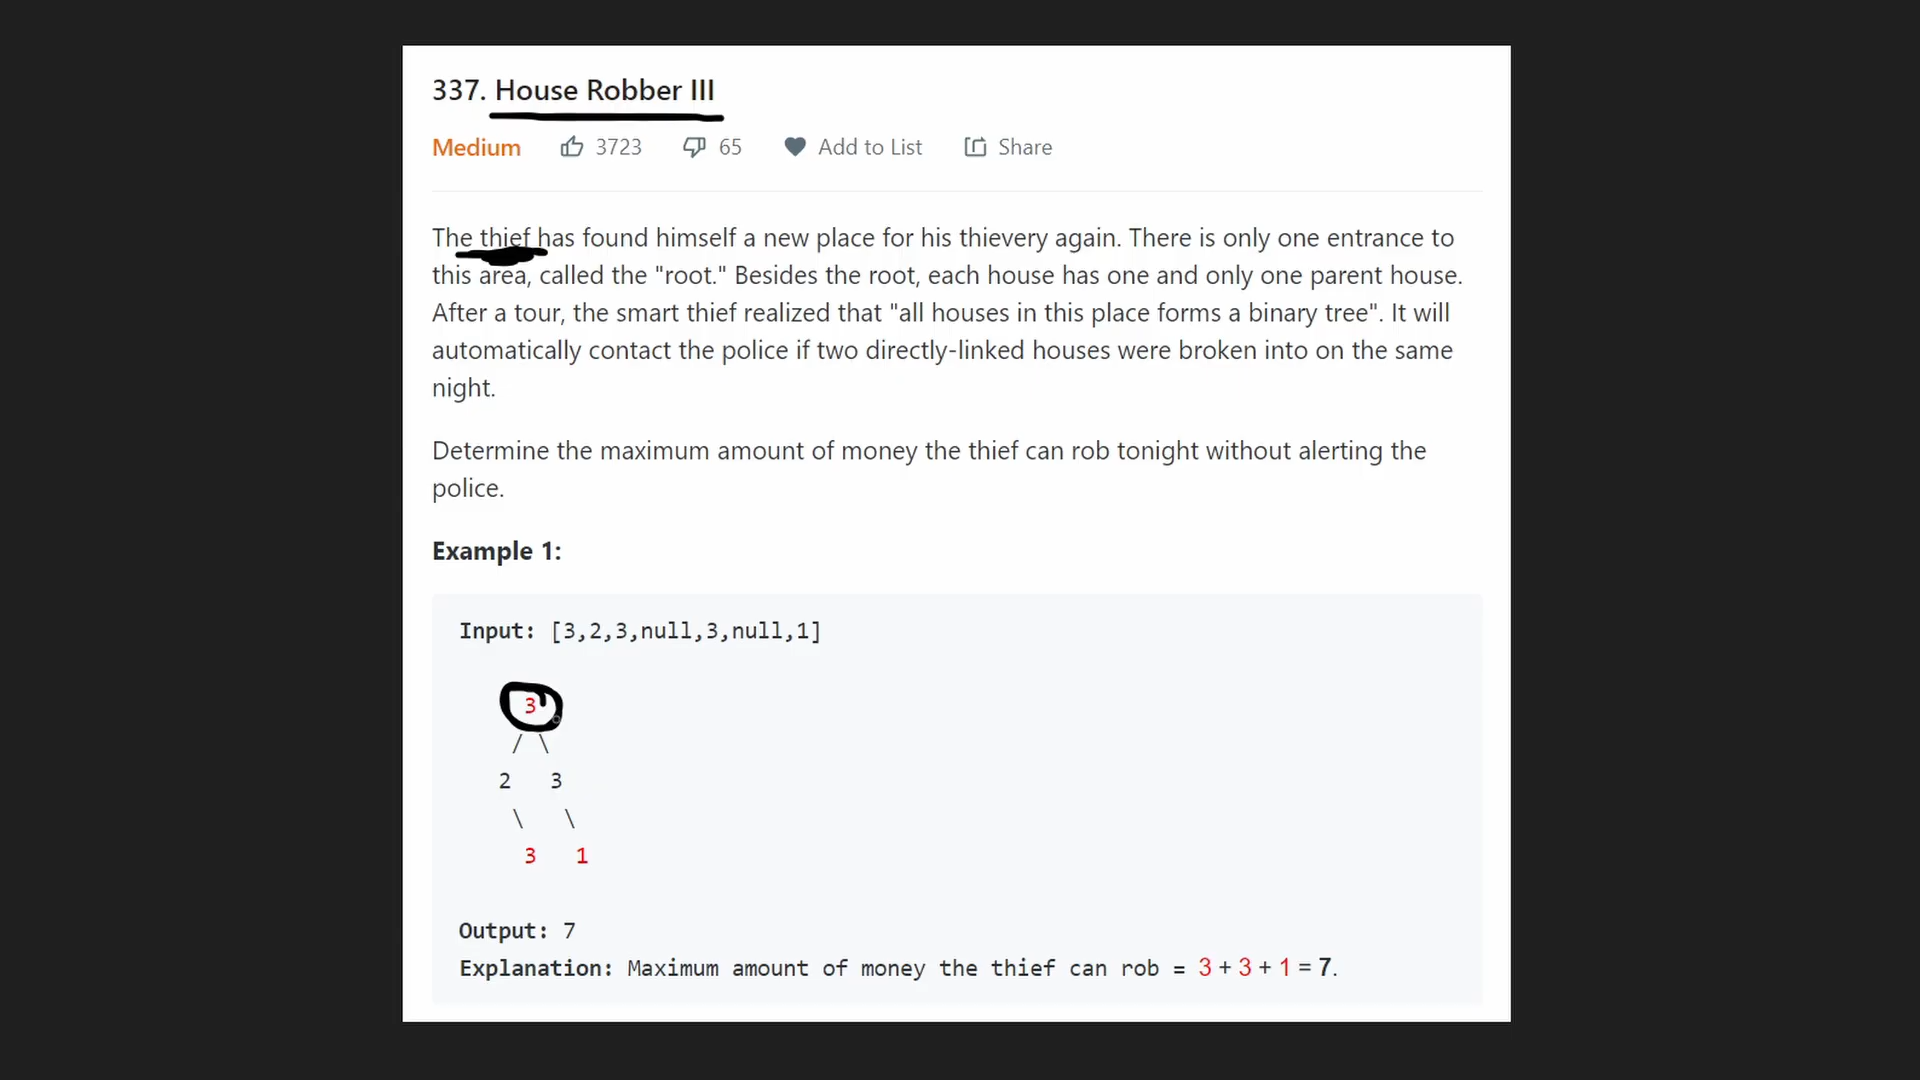 337. House Robber III
Medium 3723 65 Add to List Share
The thief has found himself a new place for his thievery again. There is only one entrance to
this area, called the "root." Besides the root, each house has one and only one parent house.
After a tour, the smart thief realized that "all houses in this place forms a binary tree". It will
automatically contact the police if two directly-linked houses were broken into on the same
night.
Determine the maximum amount of money the thief can rob tonight without alerting the
police.
Example 1:
Input: [3,2,3,null,3,null,1]
3
/ \
2 3
\ \
3 1
Output: 7
Explanation: Maximum amount of money the thief can rob = 3 + 3 + 1 = 7.